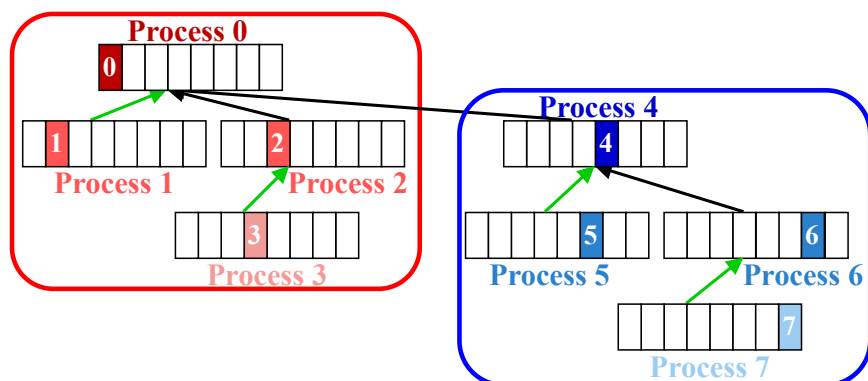 Process 0
0
Process 4
1
2
4
Process 1
Process 2
3
5
6
Process 3
Process 5
Process 6
7
Process 7